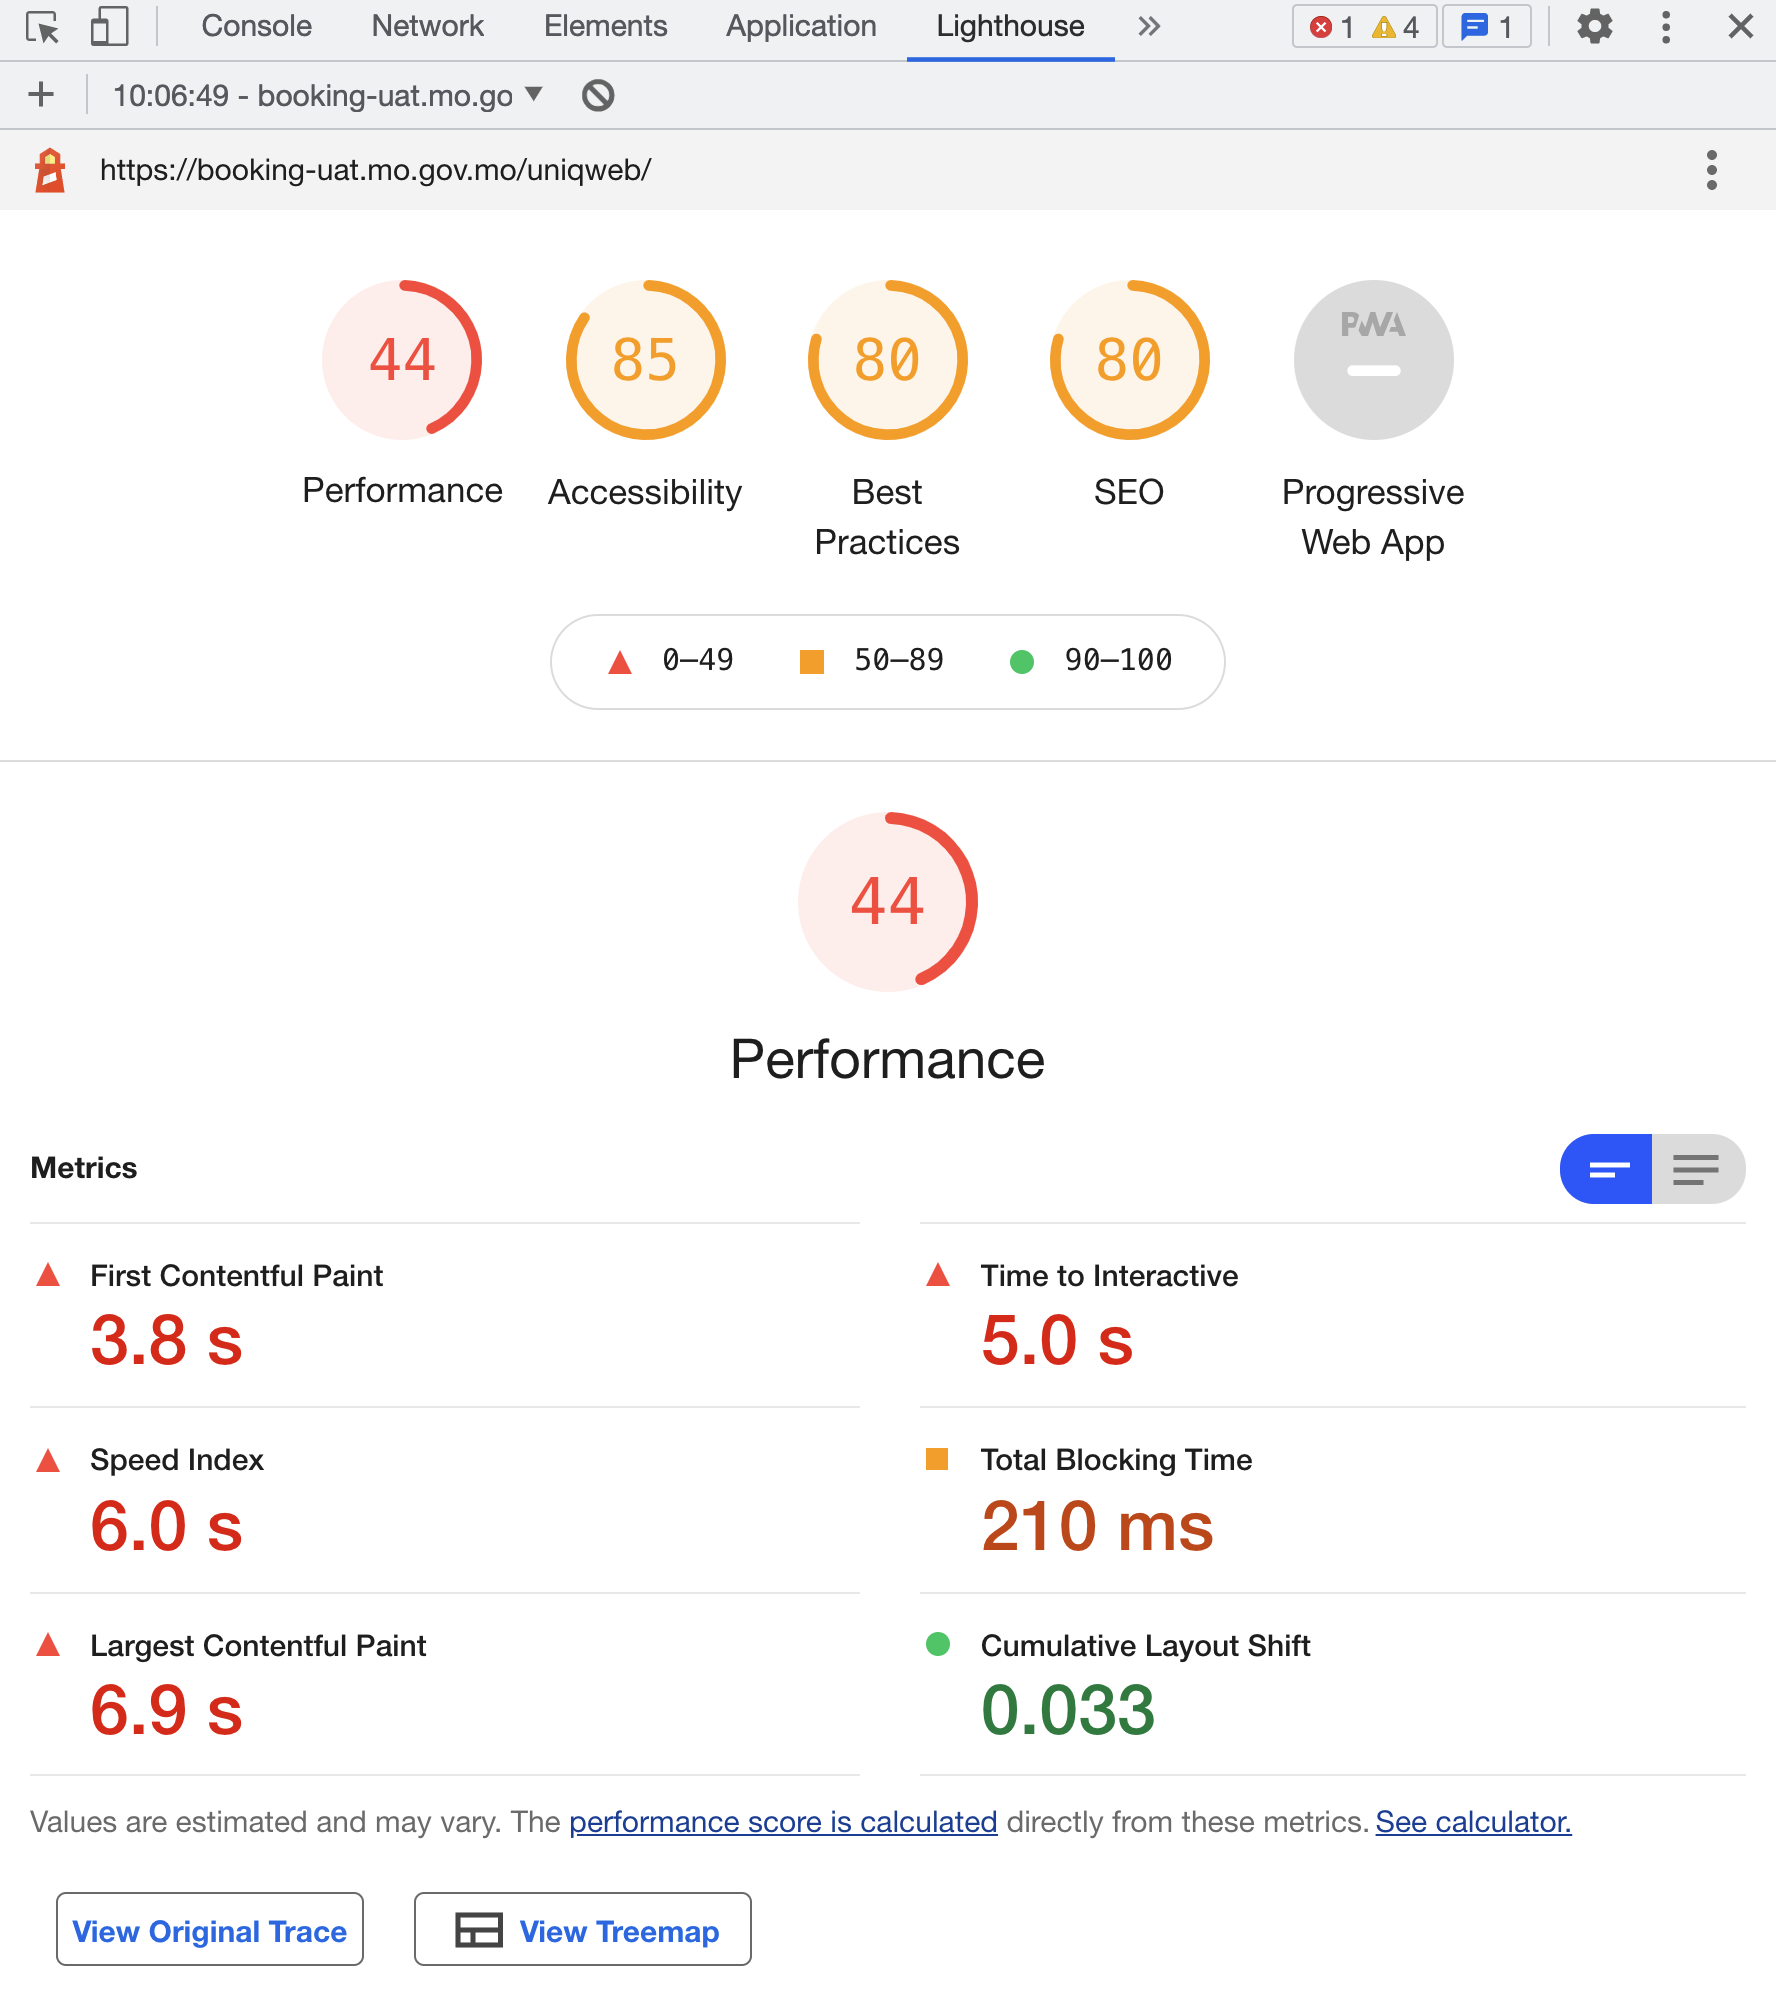 Console Network Elements Application Lighthouse 1 4 1
10:06:49 - booking-uat.mo.go
https://booking-uat.mo.gov.mo/uniqweb/
44 85 80 80 PWA
Performance Accessibility Best Practices SEO Progressive Web App
0–49 50–89 90–100
44
Performance
Metrics
First Contentful Paint
3.8 s
Time to Interactive
5.0 s
Speed Index
6.0 s
Total Blocking Time
210 ms
Largest Contentful Paint
6.9 s
Cumulative Layout Shift
0.033
Values are estimated and may vary. The performance score is calculated directly from these metrics. See calculator.
View Original Trace View Treemap